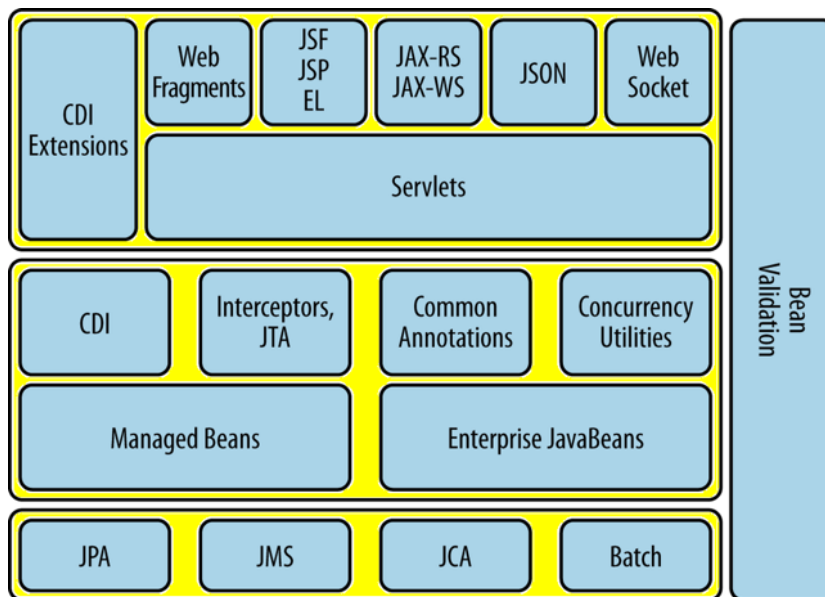 CDI
Extensions
Web
Fragments
JSF
JSP
EL
JAX-RS
JAX-WS
JSON
Web
Socket
Servlets
CDI
Interceptors,
JTA
Common
Annotations
Concurrency
Utilities
Managed Beans
Enterprise JavaBeans
JPA
JMS
JCA
Batch
Bean
Validation